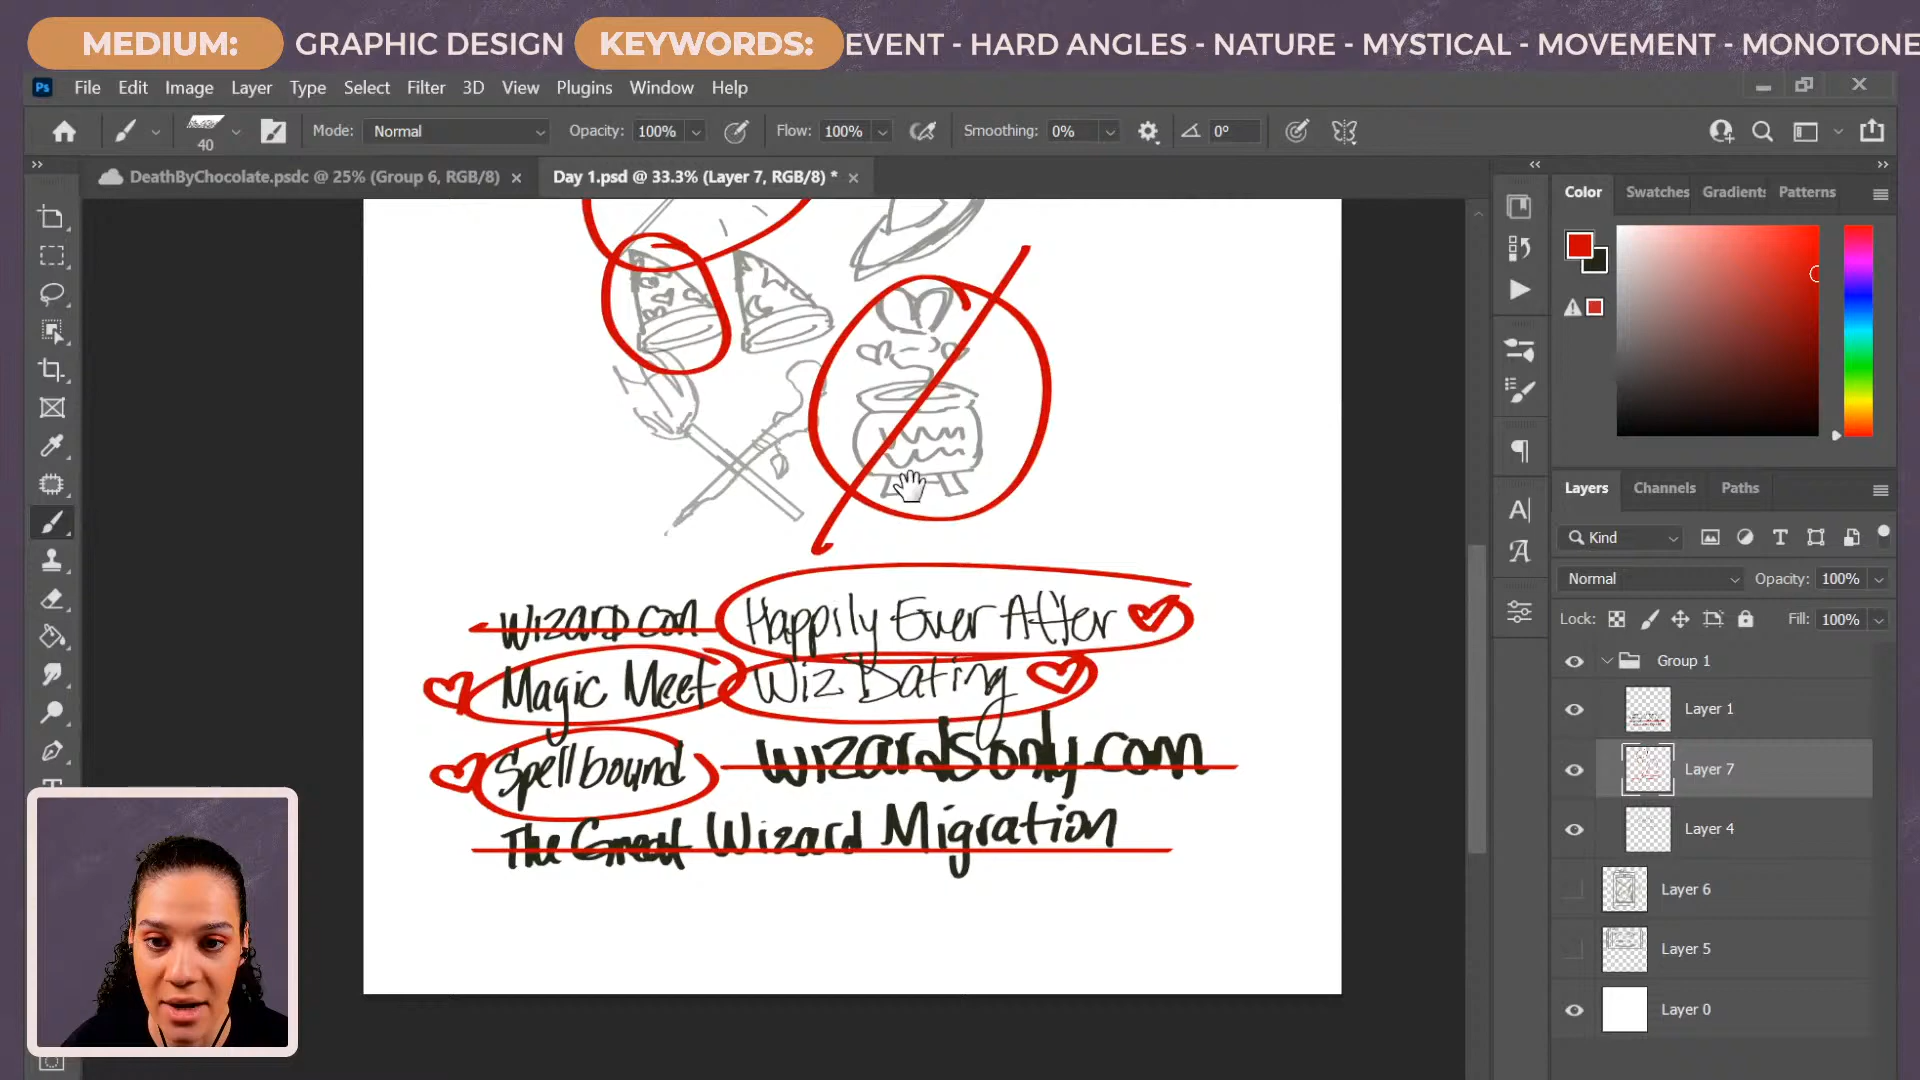 MEDIUM: GRAPHIC DESIGN KEYWORDS: EVENT - HARD ANGLES - NATURE - MYSTICAL - MOVEMENT - MONOTONE
Ps File Edit Image Layer Type Select Filter 3D View Plugins Window Help
40 Mode: Normal Opacity: 100% Flow: 100% Smoothing: 0% 0°
DeathByChocolate.psdc @ 25% (Group 6, RGB/8) × Day 1.psd @ 33.3% (Layer 7, RGB/8) * ×
Color Swatches Gradients Patterns
Layers Channels Paths
Kind
Normal Opacity: 100%
Lock: Fill: 100%
Group 1
Layer 1
Layer 7
Layer 4
Layer 6
Layer 5
Layer 0
Wizard con Happily Ever After
Magic Meet Wiz Dating
Spellbound wizardsonly.com
The Great Wizard Migration